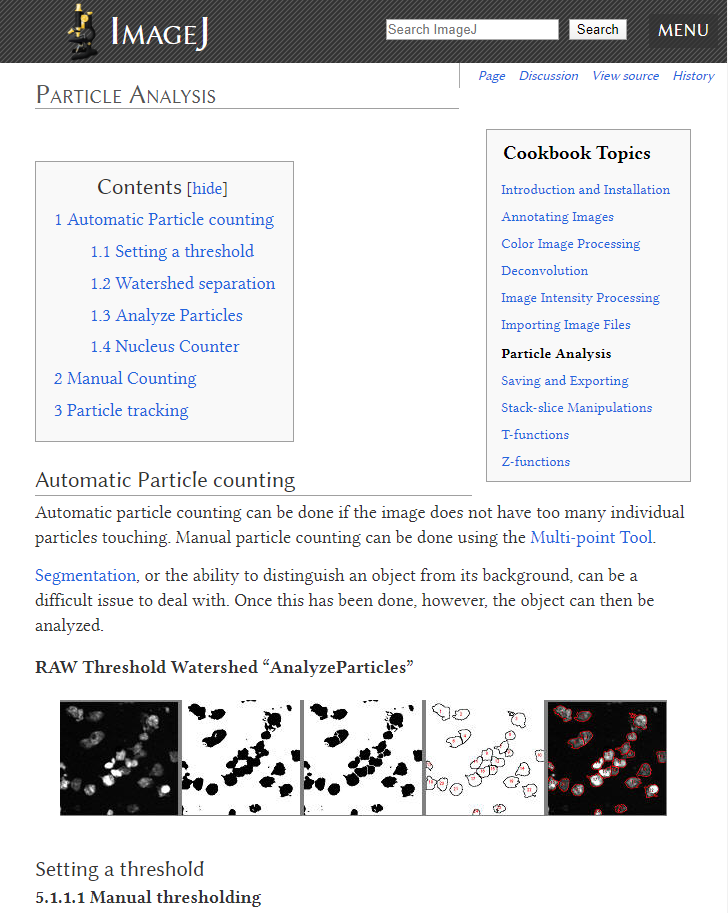 ImageJ
Search ImageJ
Search
MENU
Page Discussion View source History
Particle Analysis
Contents [hide]
1 Automatic Particle counting
1.1 Setting a threshold
1.2 Watershed separation
1.3 Analyze Particles
1.4 Nucleus Counter
2 Manual Counting
3 Particle tracking
Cookbook Topics
Introduction and Installation
Annotating Images
Color Image Processing
Deconvolution
Image Intensity Processing
Importing Image Files
Particle Analysis
Saving and Exporting
Stack-slice Manipulations
T-functions
Z-functions
Automatic Particle counting
Automatic particle counting can be done if the image does not have too many individual
particles touching. Manual particle counting can be done using the Multi-point Tool.
Segmentation, or the ability to distinguish an object from its background, can be a
difficult issue to deal with. Once this has been done, however, the object can then be
analyzed.
RAW Threshold Watershed “AnalyzeParticles”
Setting a threshold
5.1.1.1 Manual thresholding